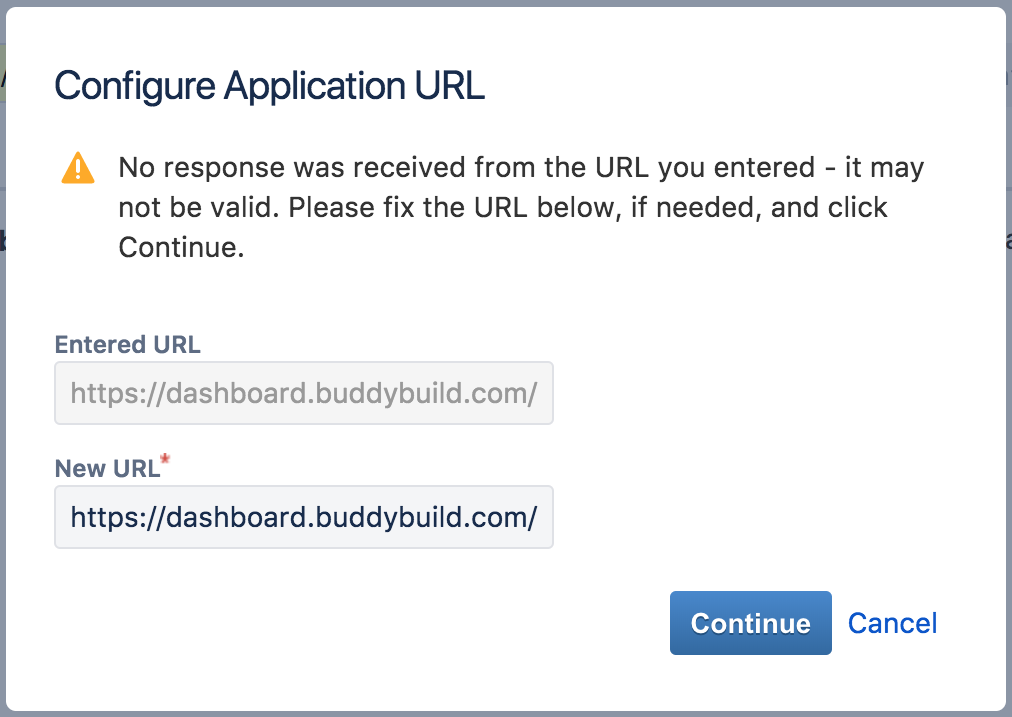 Configure Application URL
No response was received from the URL you entered - it may
not be valid. Please fix the URL below, if needed, and click
Continue.
Entered URL
https://dashboard.buddybuild.com/
New URL*
https://dashboard.buddybuild.com/
Continue Cancel